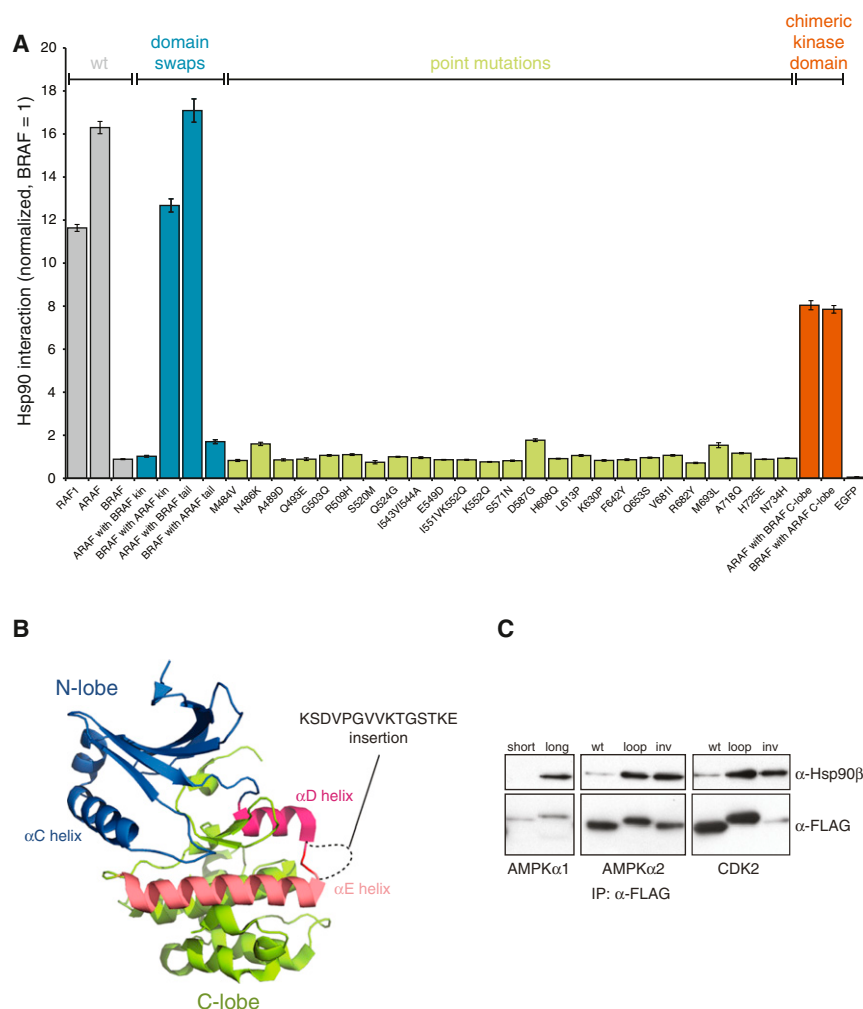 A
domain swaps
chimeric kinase domain
wt
point mutations
Hsp90 interaction (normalized, BRAF = 1)
20
18
16
14
12
10
8
6
4
2
0
RAF1
ARAF
BRAF
ARAF with BRAF kin
BRAF with ARAF kin
ARAF with BRAF tail
BRAF with ARAF tail
M484V
N486K
A489D
Q493E
G503Q
R509H
S520M
Q524G
I543VI544A
E549D
I551VK552Q
K552Q
S571N
D587G
H608Q
L613P
K630P
F642Y
Q653S
V681I
R682Y
M693L
A718Q
H725E
N734H
ARAF with BRAF C-lobe
BRAF with ARAF C-lobe
EGFP
B
N-lobe
KSDVPGVVKTGSTKE
insertion
αD helix
αC helix
αE helix
C-lobe
C
short long wt loop inv wt loop inv
α-Hsp90β
α-FLAG
AMPKα1 AMPKα2 CDK2
IP: α-FLAG